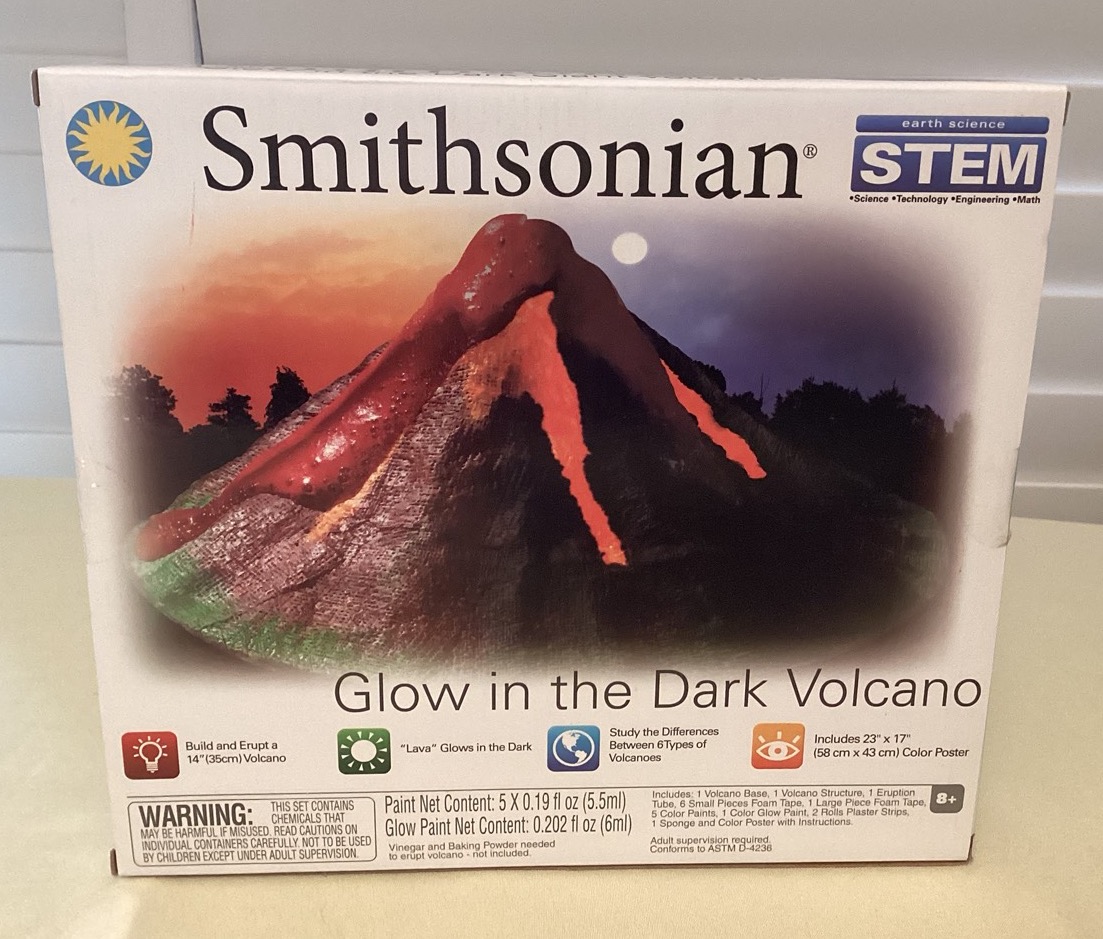 Smithsonian®
earth science
STEM
•Science •Technology •Engineering •Math
Glow in the Dark Volcano
Build and Erupt a
14"(35cm) Volcano
"Lava" Glows in the Dark
Study the Differences
Between 6 Types of
Volcanoes
Includes 23" x 17"
(58 cm x 43 cm) Color Poster
WARNING: THIS SET CONTAINS
CHEMICALS THAT
MAY BE HARMFUL IF MISUSED. READ CAUTIONS ON
INDIVIDUAL CONTAINERS CAREFULLY. NOT TO BE USED
BY CHILDREN EXCEPT UNDER ADULT SUPERVISION.
Paint Net Content: 5 X 0.19 fl oz (5.5ml)
Glow Paint Net Content: 0.202 fl oz (6ml)
Vinegar and Baking Powder needed
to erupt volcano - not included.
Includes: 1 Volcano Base, 1 Volcano Structure, 1 Eruption
Tube, 6 Small Pieces Foam Tape, 1 Large Piece Foam Tape,
5 Color Paints, 1 Color Glow Paint, 2 Rolls Plaster Strips,
1 Sponge and Color Poster with Instructions.
Adult supervision required.
Conforms to ASTM D-4236
8+